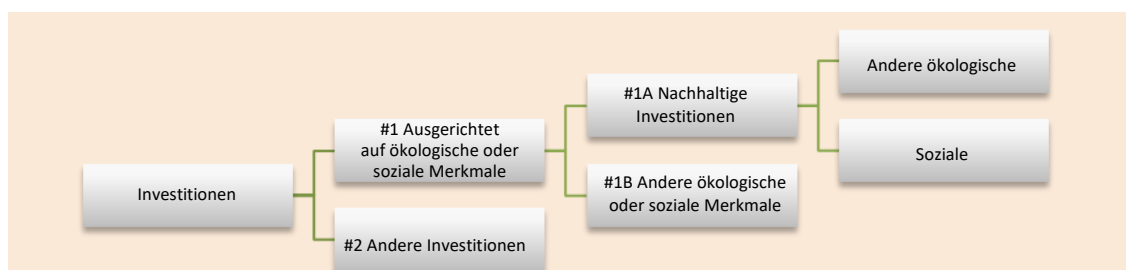 Investitionen
#1 Ausgerichtet
auf ökologische oder
soziale Merkmale
#2 Andere Investitionen
#1A Nachhaltige
Investitionen
#1B Andere ökologische
oder soziale Merkmale
Andere ökologische
Soziale